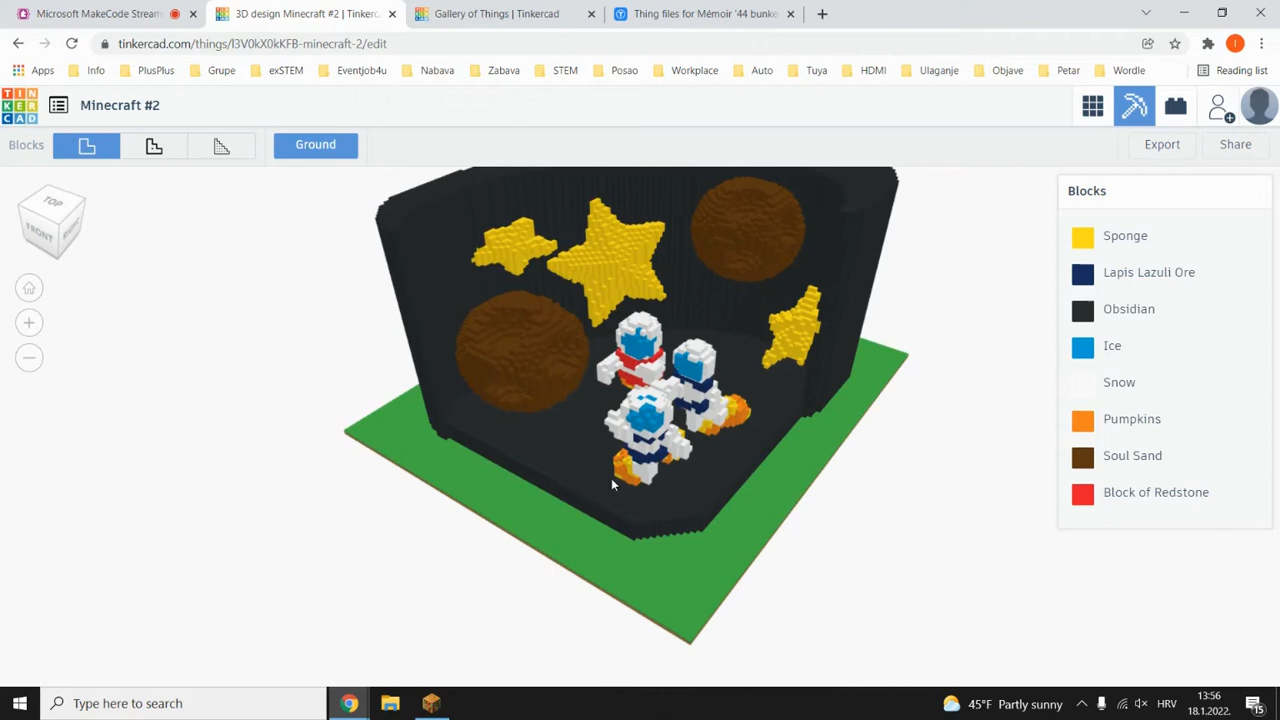 Microsoft MakeCode Stream
3D design Minecraft #2 | Tinkerc
Gallery of Things | Tinkercad
Thing files for Mémoir '44 bunke
tinkercad.com/things/l3V0kX0kKFB-minecraft-2/edit
Apps Info PlusPlus Grupe exSTEM Eventjob4u Nabava Zabava STEM Posao Workplace Auto Tuya HDMI Ulaganje Objave Petar Wordle Reading list
TIN
KER
CAD
Minecraft #2
Blocks
Ground
Export
Share
TOP
FRONT
RIGHT
Blocks
Sponge
Lapis Lazuli Ore
Obsidian
Ice
Snow
Pumpkins
Soul Sand
Block of Redstone
Type here to search
45°F Partly sunny
HRV
13:56
18.1.2022.
15